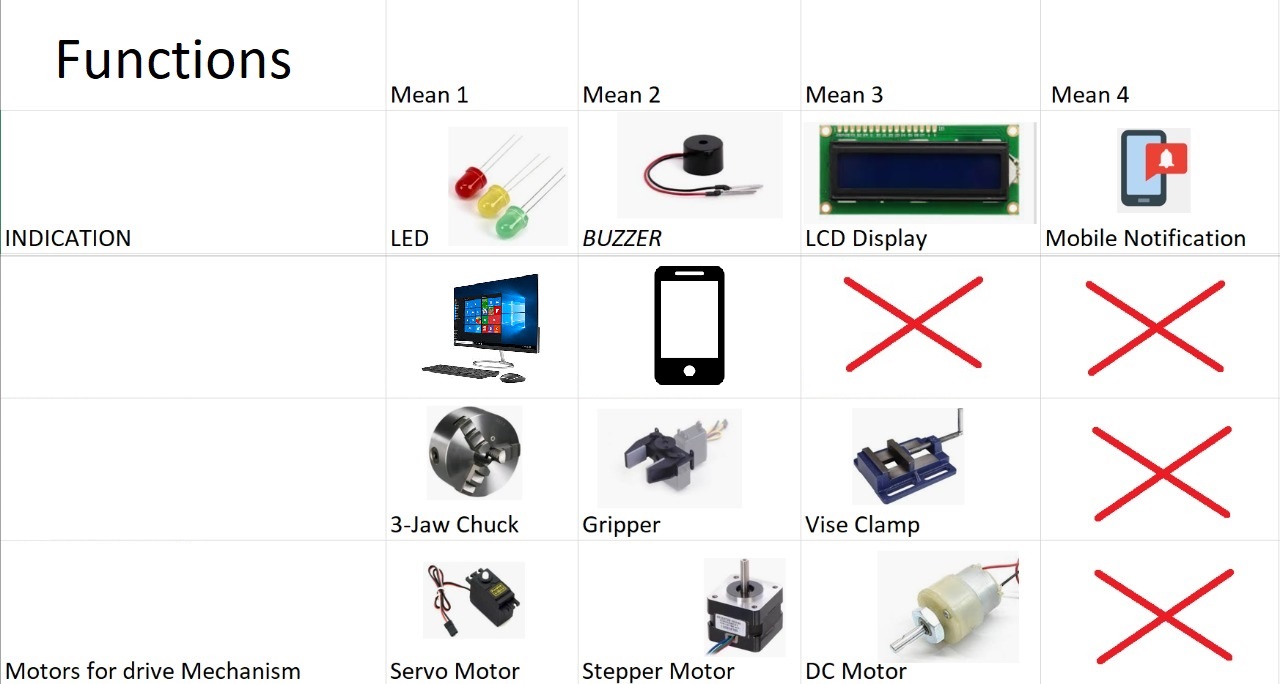 Functions
Mean 1
Mean 2
Mean 3
Mean 4
INDICATION
LED
BUZZER
LCD Display
Mobile Notification
3-Jaw Chuck
Gripper
Vise Clamp
Motors for drive Mechanism
Servo Motor
Stepper Motor
DC Motor